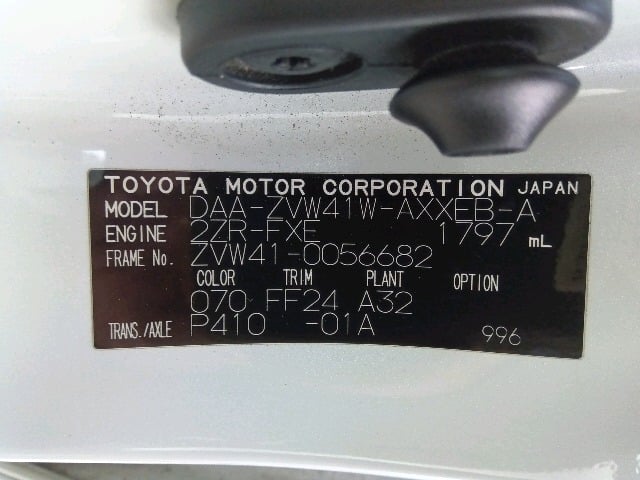 TOYOTA MOTOR CORPORATION JAPAN
MODEL DAA-ZVW41W-AXXEB-A
ENGINE 2ZR-FXE 1797 mL
FRAME No. ZVW41-0056682
COLOR TRIM PLANT OPTION
070 FF24 A32
TRANS./AXLE P410 -01A 996